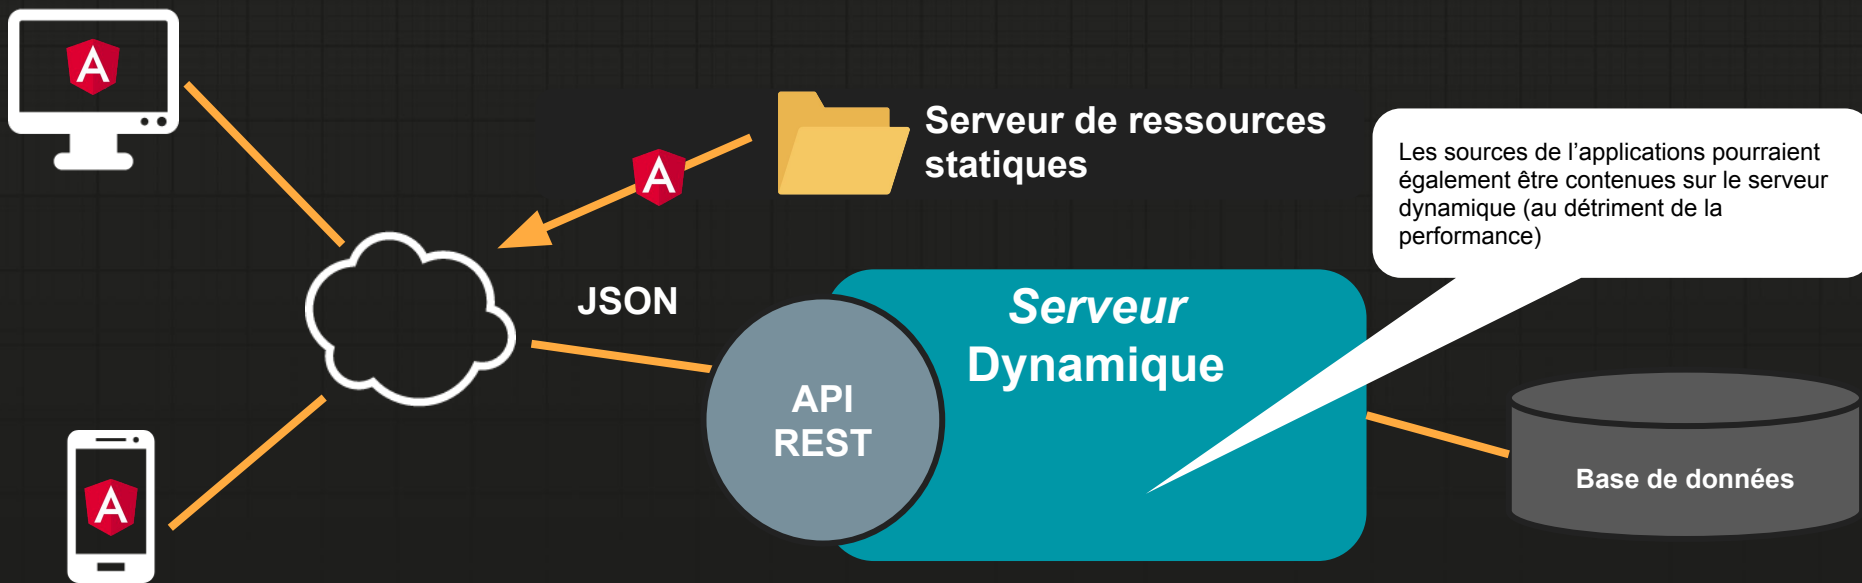 A
Serveur de ressources
statiques
A
Les sources de l’applications pourraient
également être contenues sur le serveur
dynamique (au détriment de la
performance)
JSON
Serveur
Dynamique
API
REST
Base de données
A